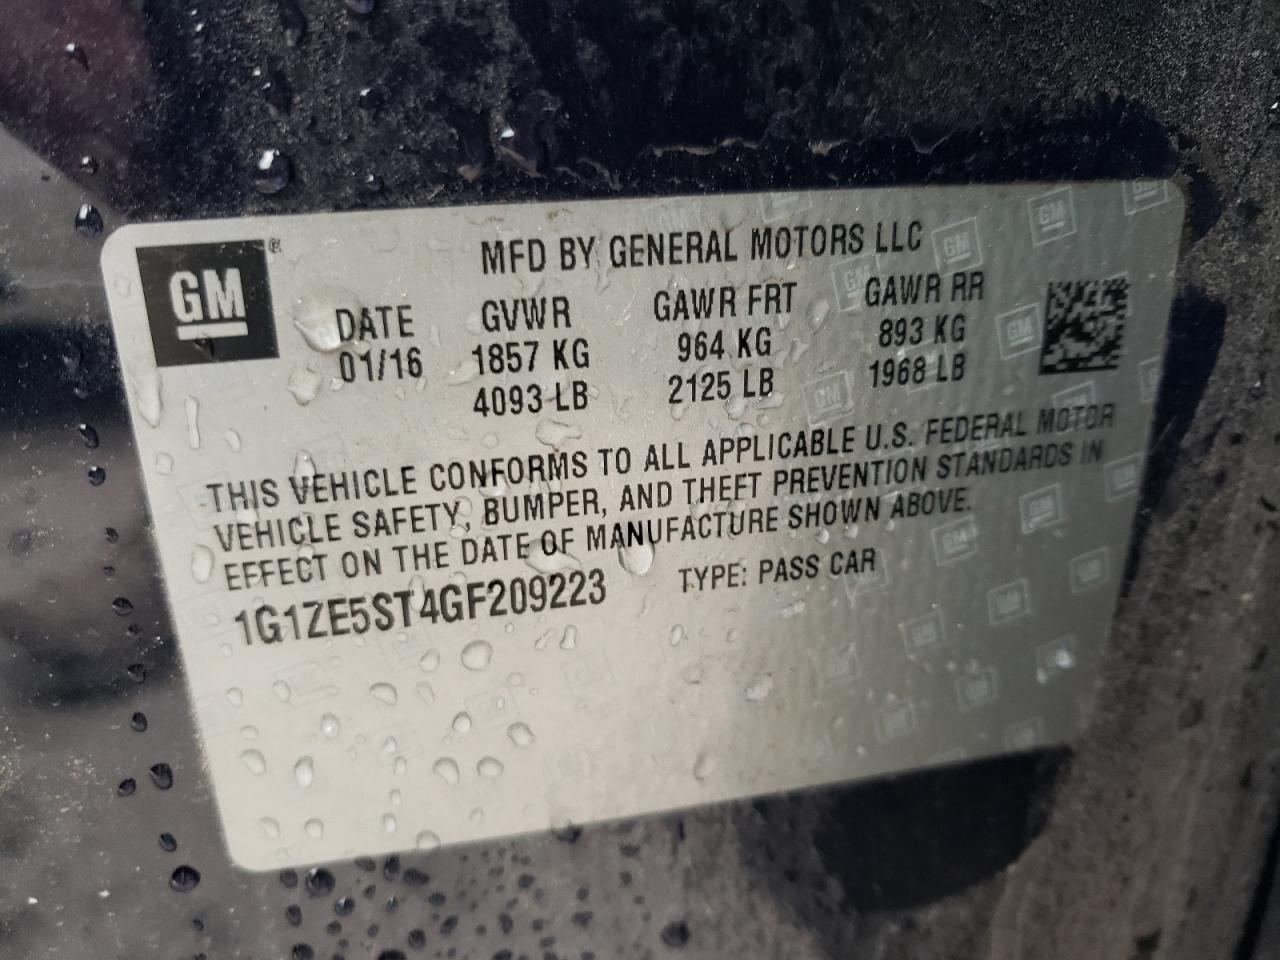 GM®
MFD BY GENERAL MOTORS LLC
DATE GVWR GAWR FRT GAWR RR
01/16 1857 KG 964 KG 893 KG
4093 LB 2125 LB 1968 LB
THIS VEHICLE CONFORMS TO ALL APPLICABLE U.S. FEDERAL MOTOR
VEHICLE SAFETY, BUMPER, AND THEFT PREVENTION STANDARDS IN
EFFECT ON THE DATE OF MANUFACTURE SHOWN ABOVE.
1G1ZE5ST4GF209223 TYPE: PASS CAR